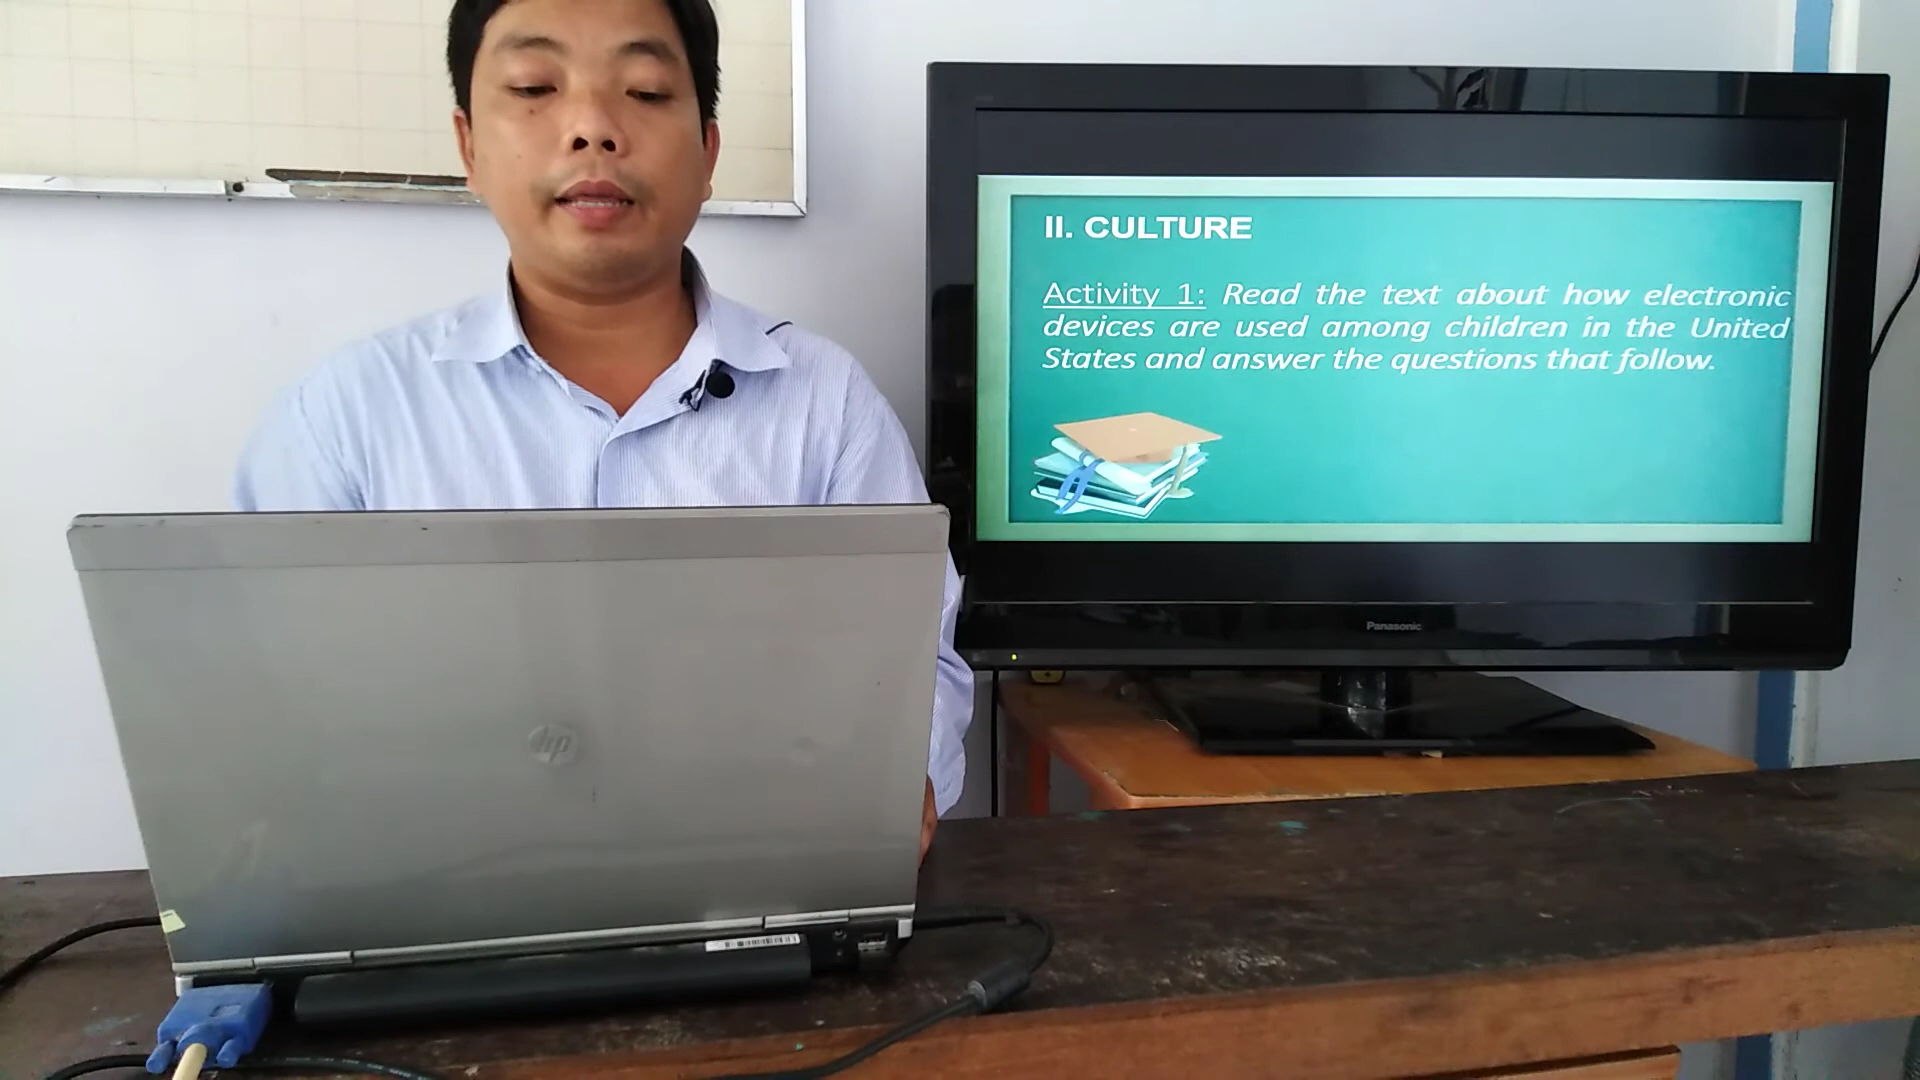 II. CULTURE
Activity 1: Read the text about how electronic
devices are used among children in the United
States and answer the questions that follow.
Panasonic
hp